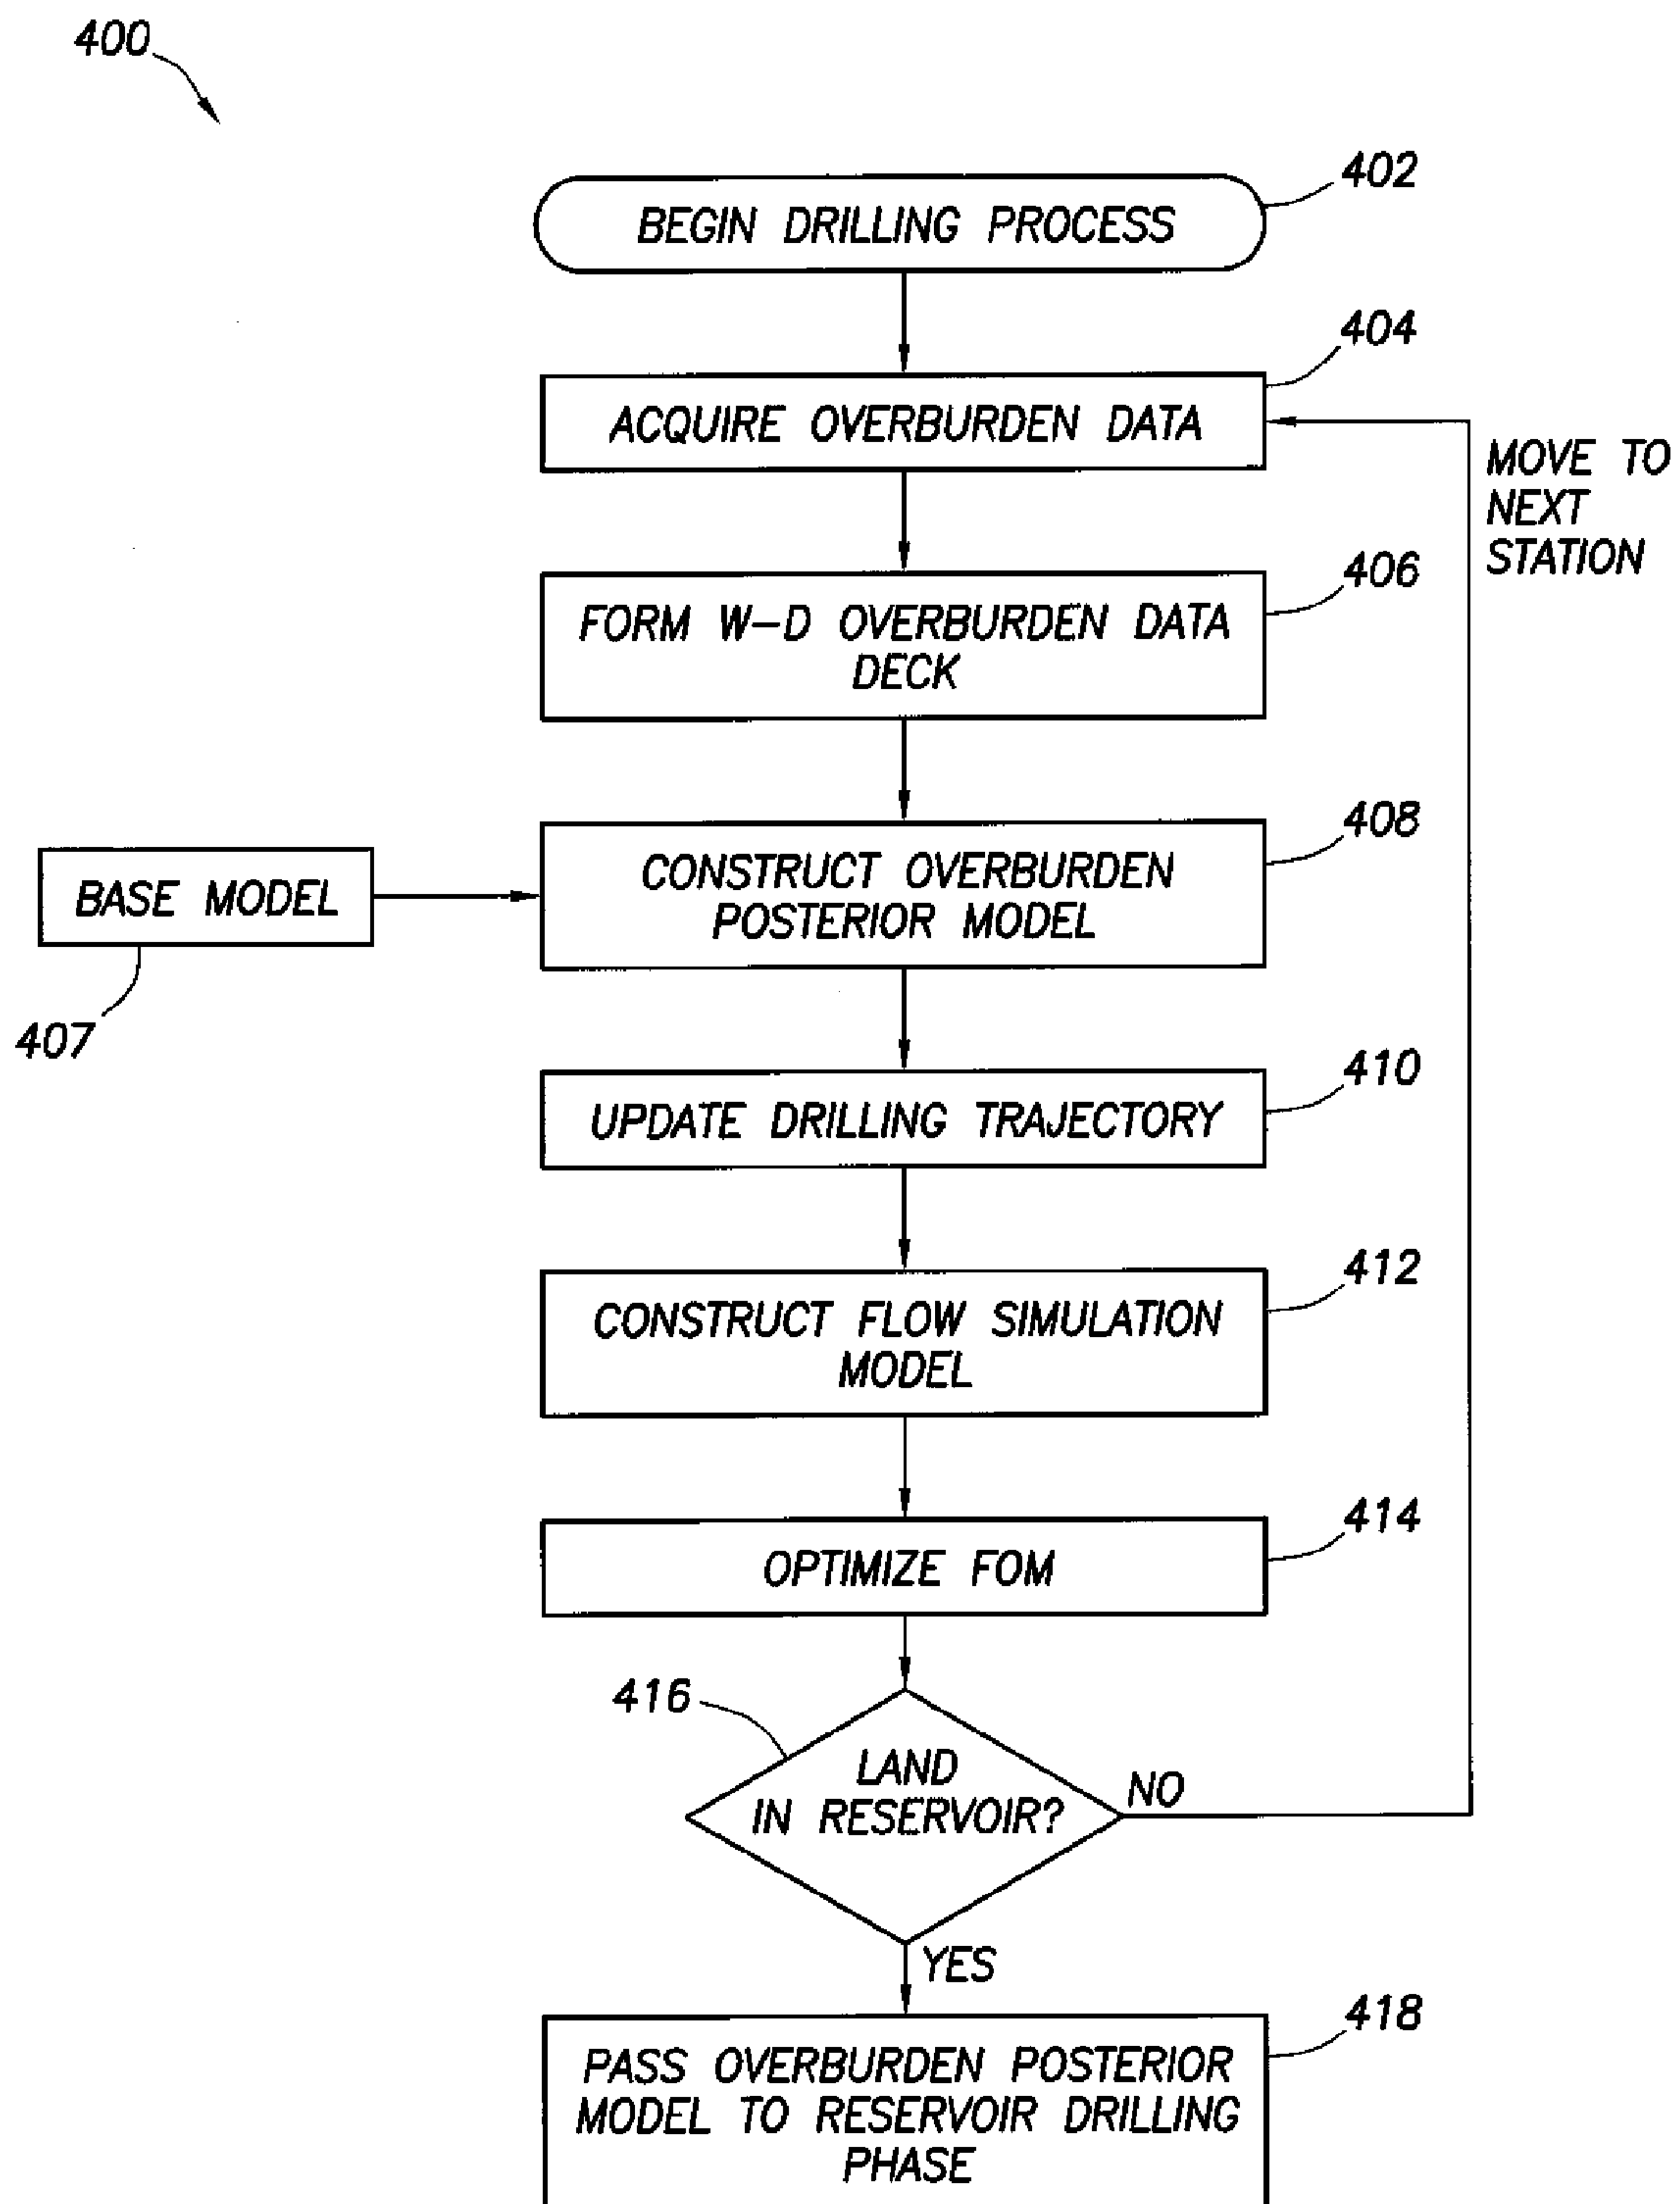 400
402
BEGIN DRILLING PROCESS
404
ACQUIRE OVERBURDEN DATA
MOVE TO
NEXT
STATION
406
FORM W-D OVERBURDEN DATA
DECK
408
CONSTRUCT OVERBURDEN
POSTERIOR MODEL
BASE MODEL
407
410
UPDATE DRILLING TRAJECTORY
412
CONSTRUCT FLOW SIMULATION
MODEL
414
OPTIMIZE FOM
416
LAND
IN RESERVOIR?
NO
YES
418
PASS OVERBURDEN POSTERIOR
MODEL TO RESERVOIR DRILLING
PHASE